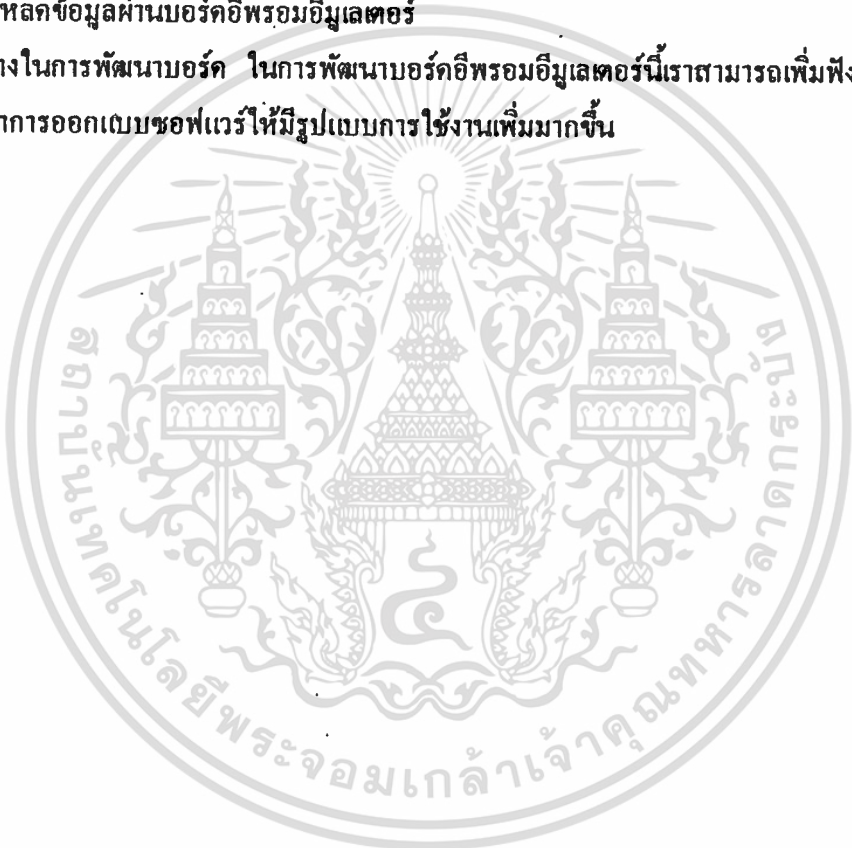 หลดข้อมูลผ่านบอร์ดอีพรอมอีมูเลเตอร์
างในการพัฒนาบอร์ด ในการพัฒนาบอร์ดอีพรอมอีมูเลเตอร์นี้เราสามารถเพิ่มฟัง
าการออกแบบซอฟแวร์ให้มีรูปแบบการใช้งานเพิ่มมากขึ้น
สถาบันเทคโนโลยีพระจอมเกล้าเจ้าคุณทหารลาดกระบัง